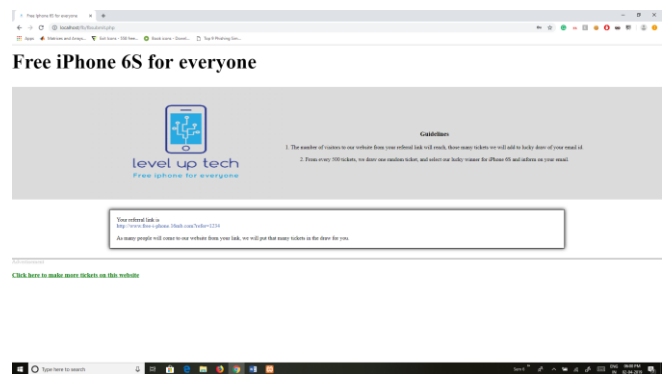 Free iphone 6S for everyone
localhost
Apps
Free iPhone 6S for everyone
level up tech
Free iphone for everyone
Guidelines
1. The number of visitors to our website from your referral link will reach, those many tickets we will add to lucky draw of your email id.
2. From every 100 tickets, we draw one random ticket, and select our lucky winner for iPhone 6S and inform on your email.
Your referral link is
As many people will come to our website from your link, we will put that many tickets in the draw for you.
Advertisement
Click here to make more tickets on this website
Type here to search
ENG
IN